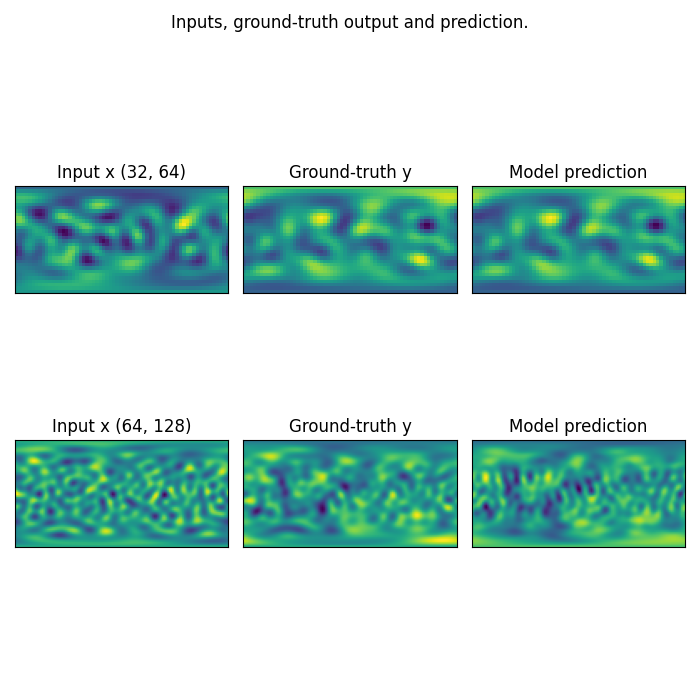 Inputs, ground-truth output and prediction.
Input x (32, 64)
Ground-truth y
Model prediction
Input x (64, 128)
Ground-truth y
Model prediction